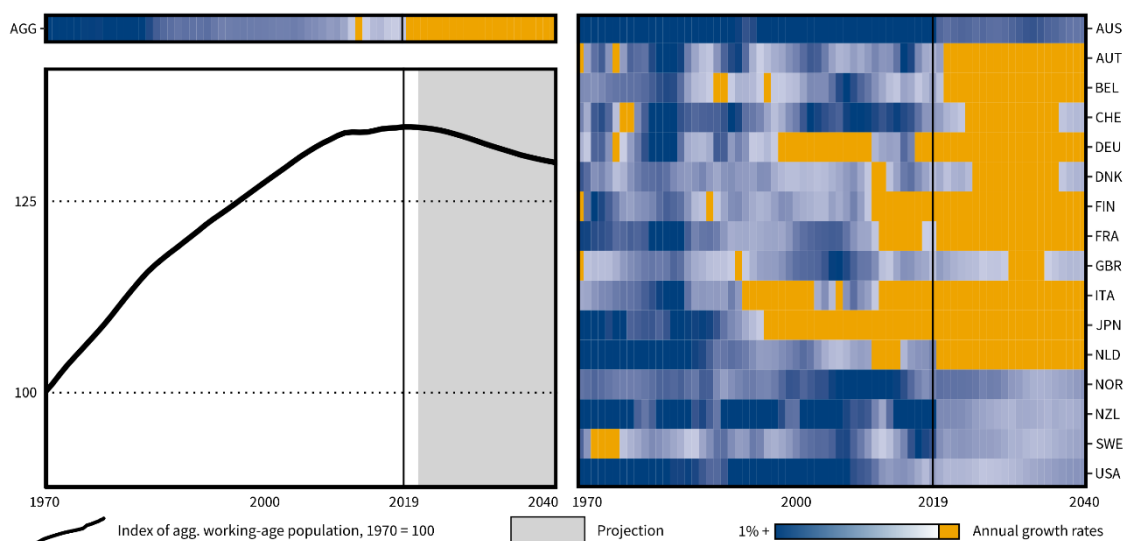 AGG
125
100
1970 2000 2019 2040
AUS
AUT
BEL
CHE
DEU
DNK
FIN
FRA
GBR
ITA
JPN
NLD
NOR
NZL
SWE
USA
1970 2000 2019 2040
Index of agg. working-age population, 1970 = 100 Projection 1% + Annual growth rates